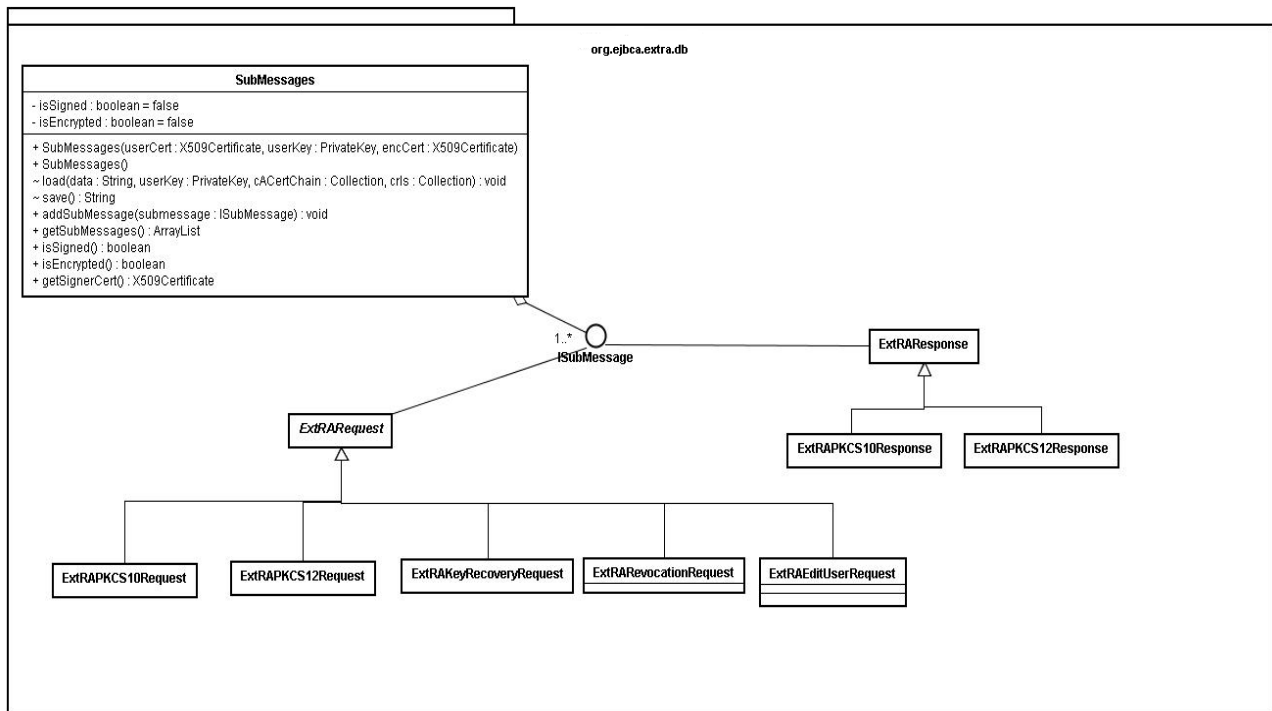 org.ejbca.extra.db
SubMessages
- isSigned : boolean = false
- isEncrypted : boolean = false
+ SubMessages(userCert : X509Certificate, userKey : PrivateKey, encCert : X509Certificate)
+ SubMessages()
~ load(data : String, userKey : PrivateKey, cACertChain : Collection, crls : Collection) : void
~ save() : String
+ addSubMessage(submessage : ISubMessage) : void
+ getSubMessages() : ArrayList
+ isSigned() : boolean
+ isEncrypted() : boolean
+ getSignerCert() : X509Certificate
1..*
ISubMessage
ExtRAResponse
ExtRARequest
ExtRAPKCS10Response
ExtRAPKCS12Response
ExtRAPKCS10Request
ExtRAPKCS12Request
ExtRAKeyRecoveryRequest
ExtRARevocationRequest
ExtRAEditUserRequest